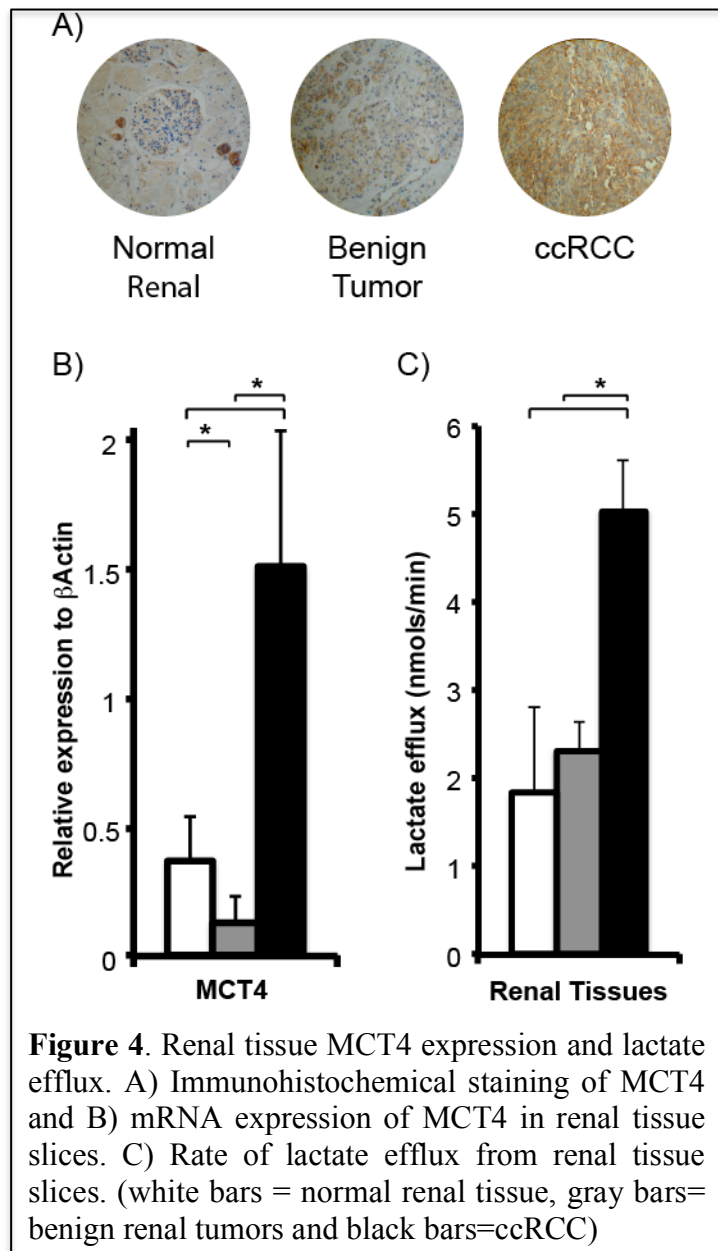 A)
Normal
Renal
Benign
Tumor
ccRCC
B)
*
*
2
1.5
1
0.5
0
Relative expression to βActin
MCT4
C)
*
6
5
4
3
2
1
0
Lactate efflux (nmols/min)
Renal Tissues
Figure 4. Renal tissue MCT4 expression and lactate
efflux. A) Immunohistochemical staining of MCT4
and B) mRNA expression of MCT4 in renal tissue
slices. C) Rate of lactate efflux from renal tissue
slices. (white bars = normal renal tissue, gray bars=
benign renal tumors and black bars=ccRCC)